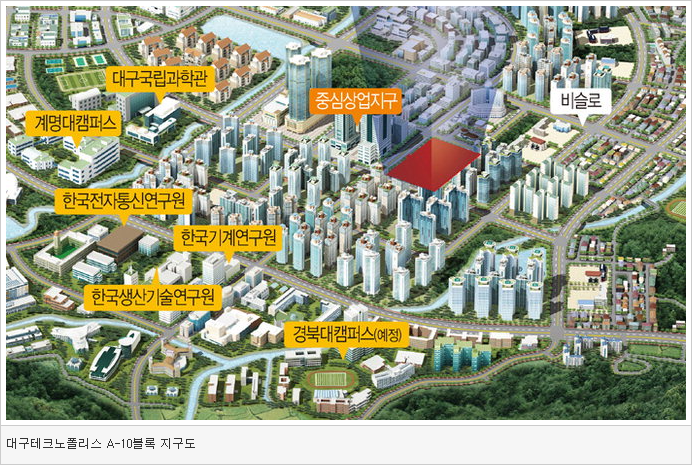 대구국립과학관
중심상업지구
비슬로
계명대캠퍼스
한국전자통신연구원
한국기계연구원
한국생산기술연구원
경북대캠퍼스(예정)
대구테크노폴리스 A-10블록 지구도